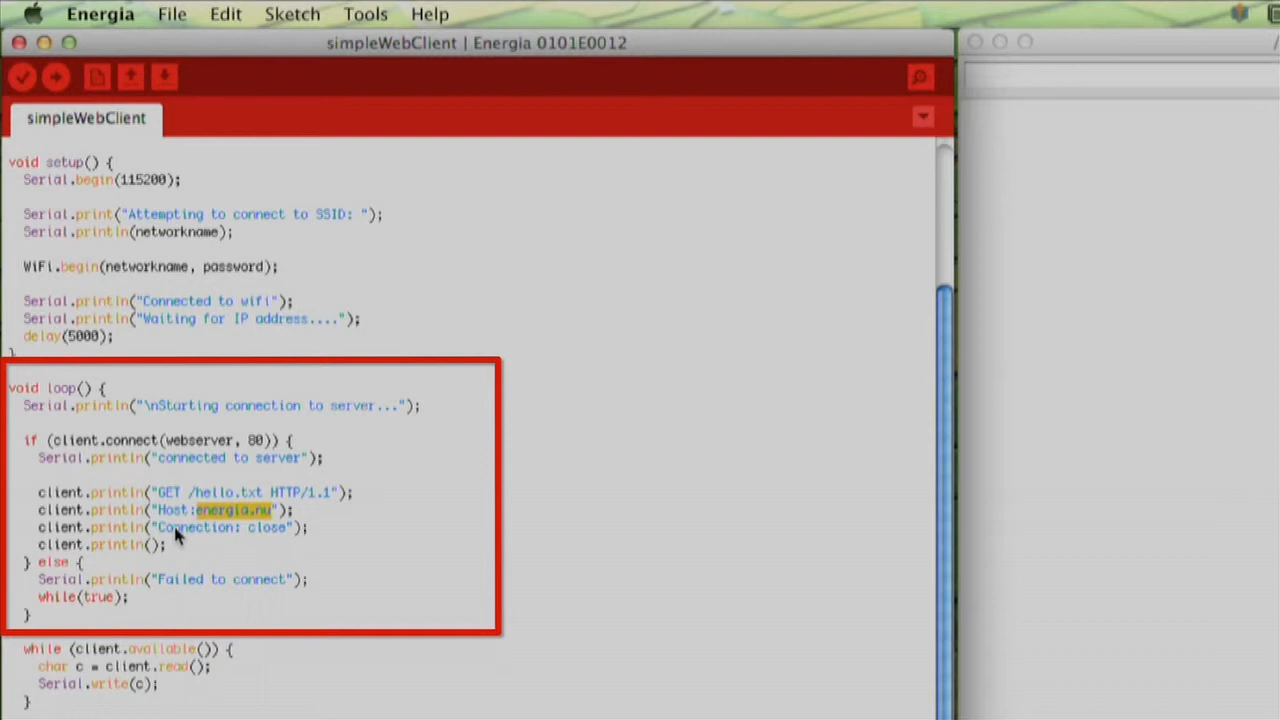 Energia File Edit Sketch Tools Help
simpleWebClient | Energia 0101E0012
simpleWebClient
void setup() {
Serial.begin(115200);
Serial.print("Attempting to connect to SSID: ");
Serial.println(networkname);
WiFi.begin(networkname, password);
Serial.println("Connected to wifi");
Serial.println("Waiting for IP address....");
delay(5000);
}
void loop() {
Serial.println("\nStarting connection to server...");
if (client.connect(webserver, 80)) {
Serial.println("connected to server");
client.println("GET /hello.txt HTTP/1.1");
client.println("Host:energia.nu");
client.println("Connection: close");
client.println();
} else {
Serial.println("Failed to connect");
while(true);
}
while (client.available()) {
char c = client.read();
Serial.write(c);
}